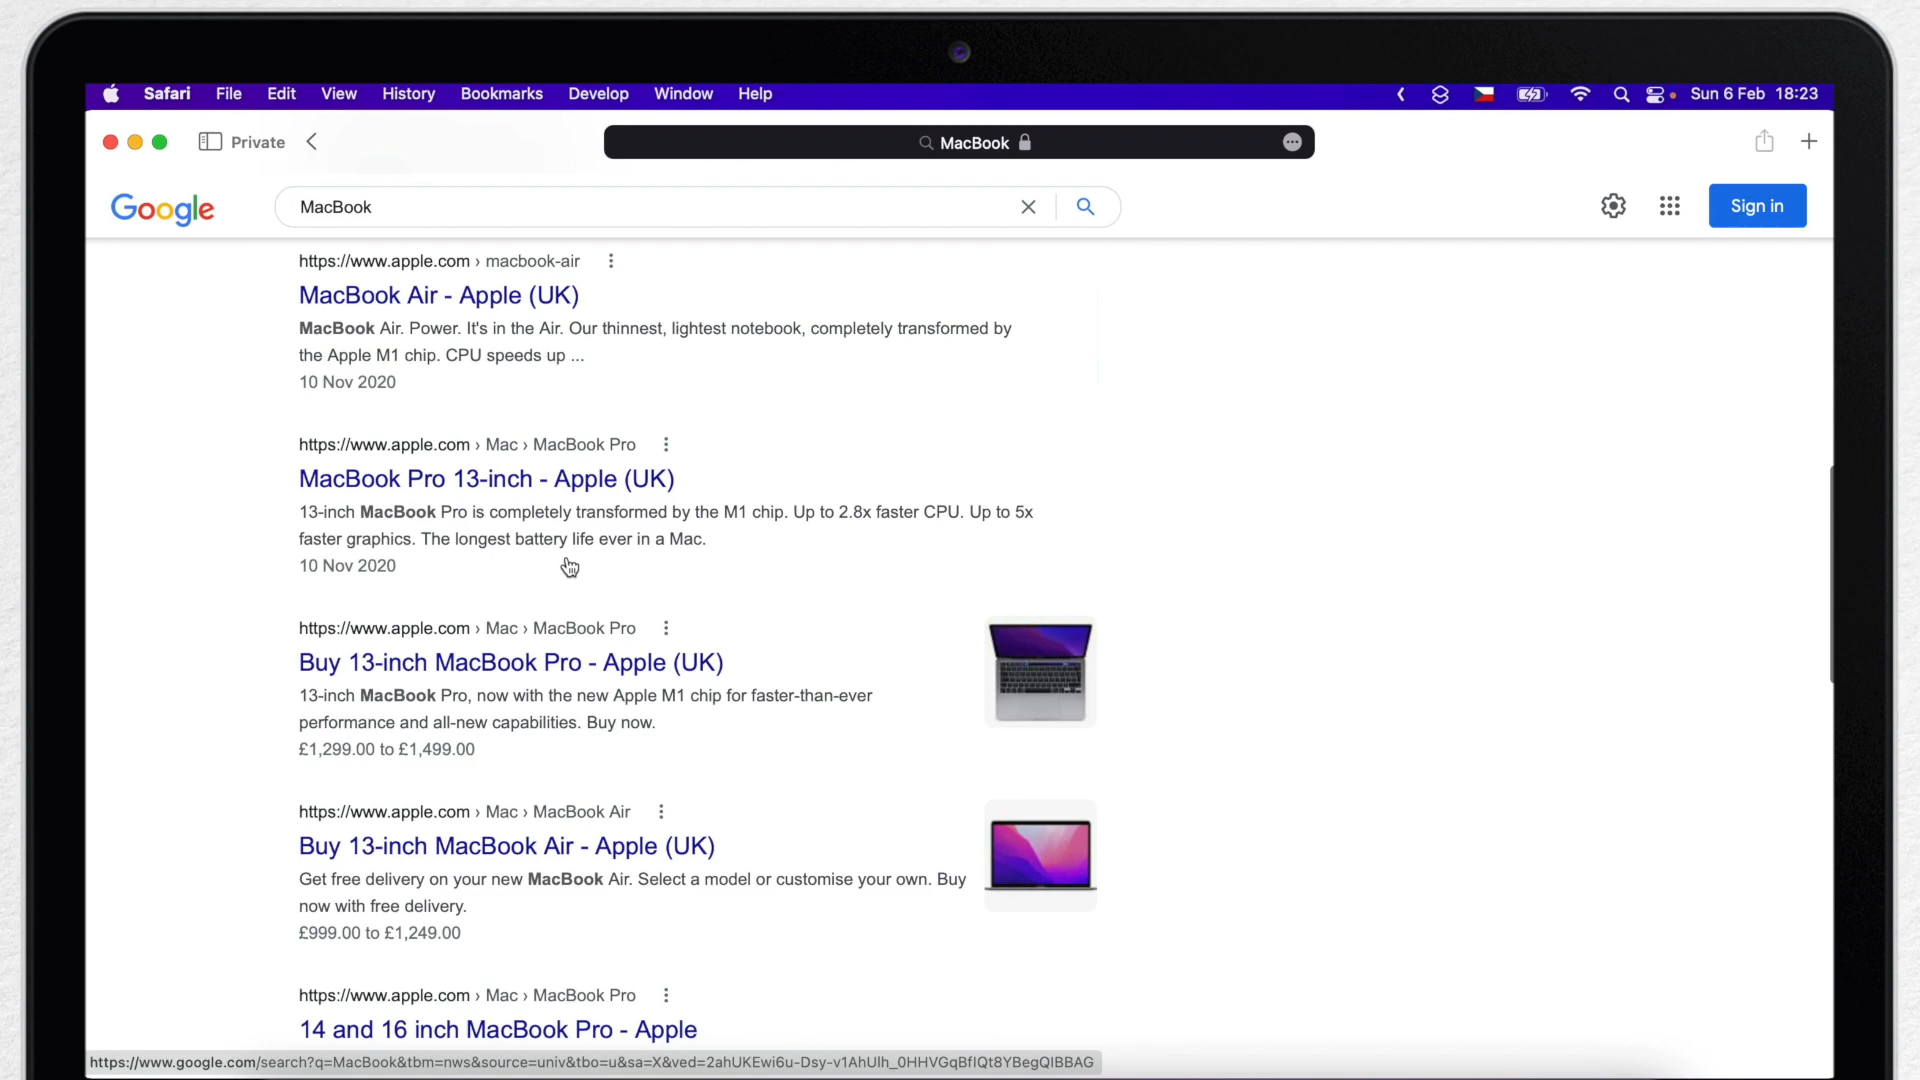 Safari File Edit View History Bookmarks Develop Window Help Sun 6 Feb 18:23
Private MacBook
Google MacBook Sign in
https://www.apple.com › macbook-air
MacBook Air - Apple (UK)
MacBook Air. Power. It's in the Air. Our thinnest, lightest notebook, completely transformed by
the Apple M1 chip. CPU speeds up ...
10 Nov 2020
https://www.apple.com › Mac › MacBook Pro
MacBook Pro 13-inch - Apple (UK)
13-inch MacBook Pro is completely transformed by the M1 chip. Up to 2.8x faster CPU. Up to 5x
faster graphics. The longest battery life ever in a Mac.
10 Nov 2020
https://www.apple.com › Mac › MacBook Pro
Buy 13-inch MacBook Pro - Apple (UK)
13-inch MacBook Pro, now with the new Apple M1 chip for faster-than-ever
performance and all-new capabilities. Buy now.
£1,299.00 to £1,499.00
https://www.apple.com › Mac › MacBook Air
Buy 13-inch MacBook Air - Apple (UK)
Get free delivery on your new MacBook Air. Select a model or customise your own. Buy
now with free delivery.
£999.00 to £1,249.00
https://www.apple.com › Mac › MacBook Pro
14 and 16 inch MacBook Pro - Apple
https://www.google.com/search?q=MacBook&tbm=nws&source=univ&tbo=u&sa=X&ved=2ahUKEwi6u-Dsy-v1AhUlh_0HHVGqBfIQt8YBegQIBBAG